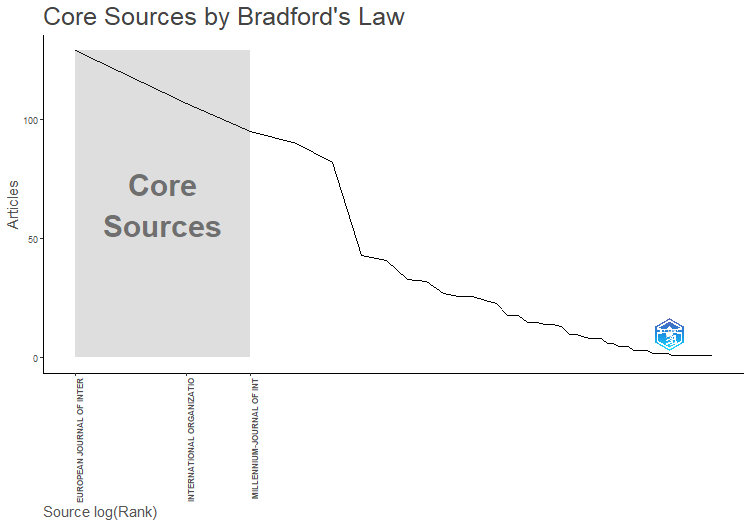 Core Sources by Bradford's Law
Articles
100
50
0
Core
Sources
EUROPEAN JOURNAL OF INTER
INTERNATIONAL ORGANIZATIO
MILLENNIUM-JOURNAL OF INT
Source log(Rank)